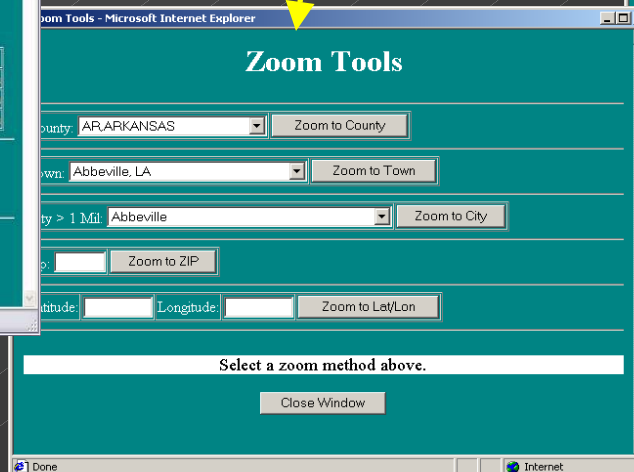 oom Tools - Microsoft Internet Explorer
Zoom Tools
ounty: AR,ARKANSAS Zoom to County
own: Abbeville, LA Zoom to Town
ty > 1 Mil: Abbeville Zoom to City
p: Zoom to ZIP
titude: Longitude: Zoom to Lat/Lon
Select a zoom method above.
Close Window
Done Internet